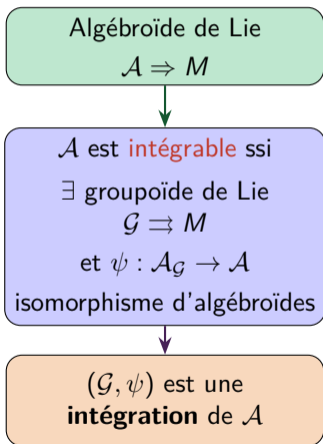 Algébroïde de Lie
𝒜 ⇒ M
𝒜 est intégrable ssi
∃ groupoïde de Lie
𝒢 ⇉ M
et ψ : 𝒜_𝒢 → 𝒜
isomorphisme d'algébroïdes
(𝒢, ψ) est une
intégration de 𝒜